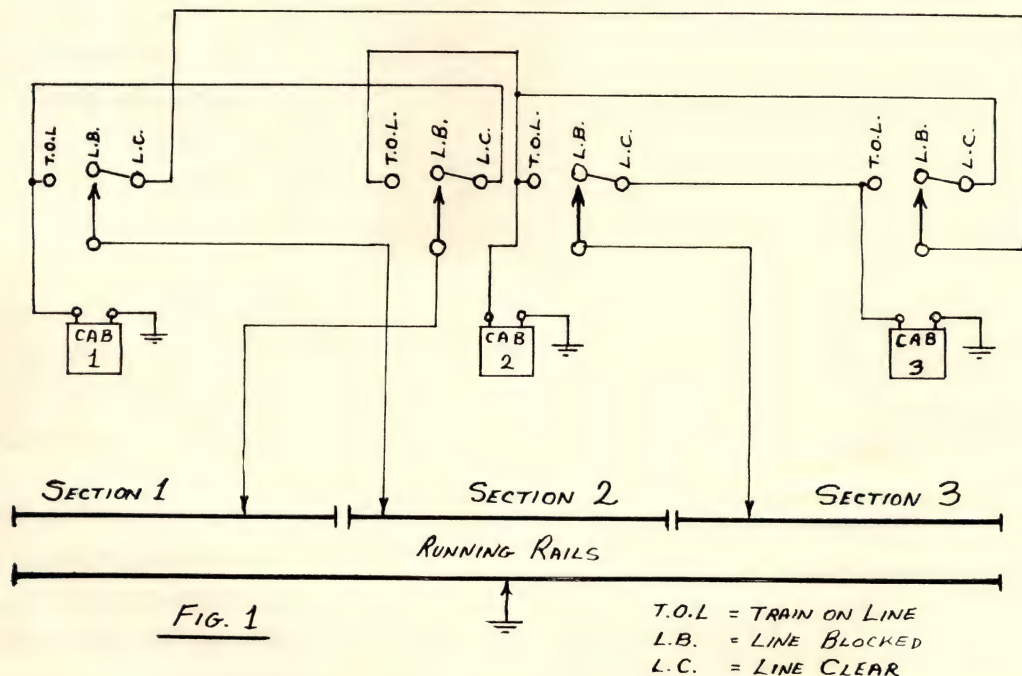 T.O.L. L.B. L.C.
T.O.L. L.B. L.C.
T.O.L. L.B. L.C.
T.O.L. L.B. L.C.
CAB
1
CAB
2
CAB
3
SECTION 1
SECTION 2
SECTION 3
RUNNING RAILS
FIG. 1
T.O.L = TRAIN ON LINE
L.B. = LINE BLOCKED
L.C. = LINE CLEAR